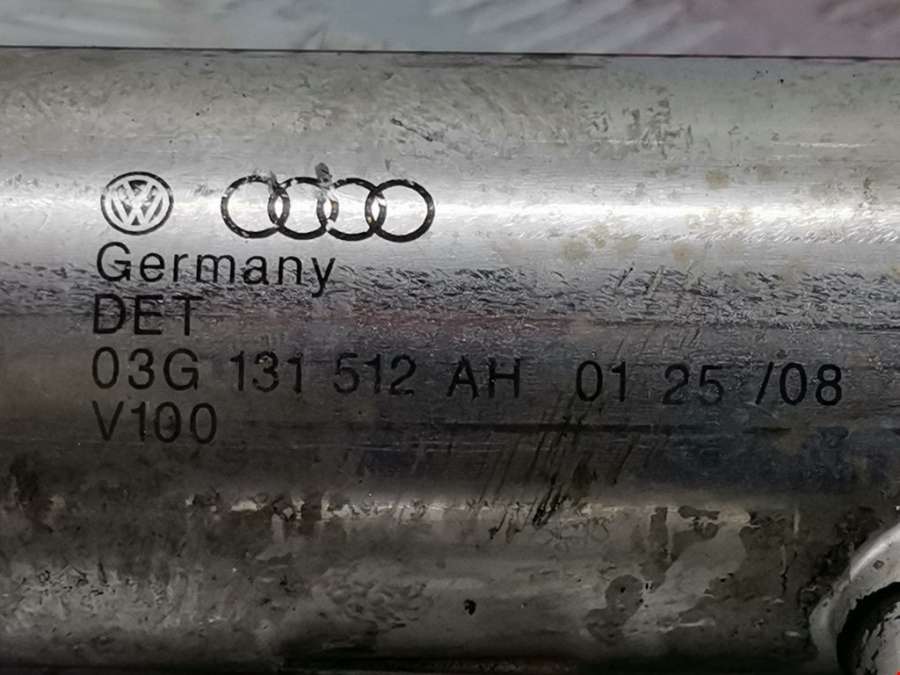 Germany
DET
03G 131 512 AH 01 25 /08
V100